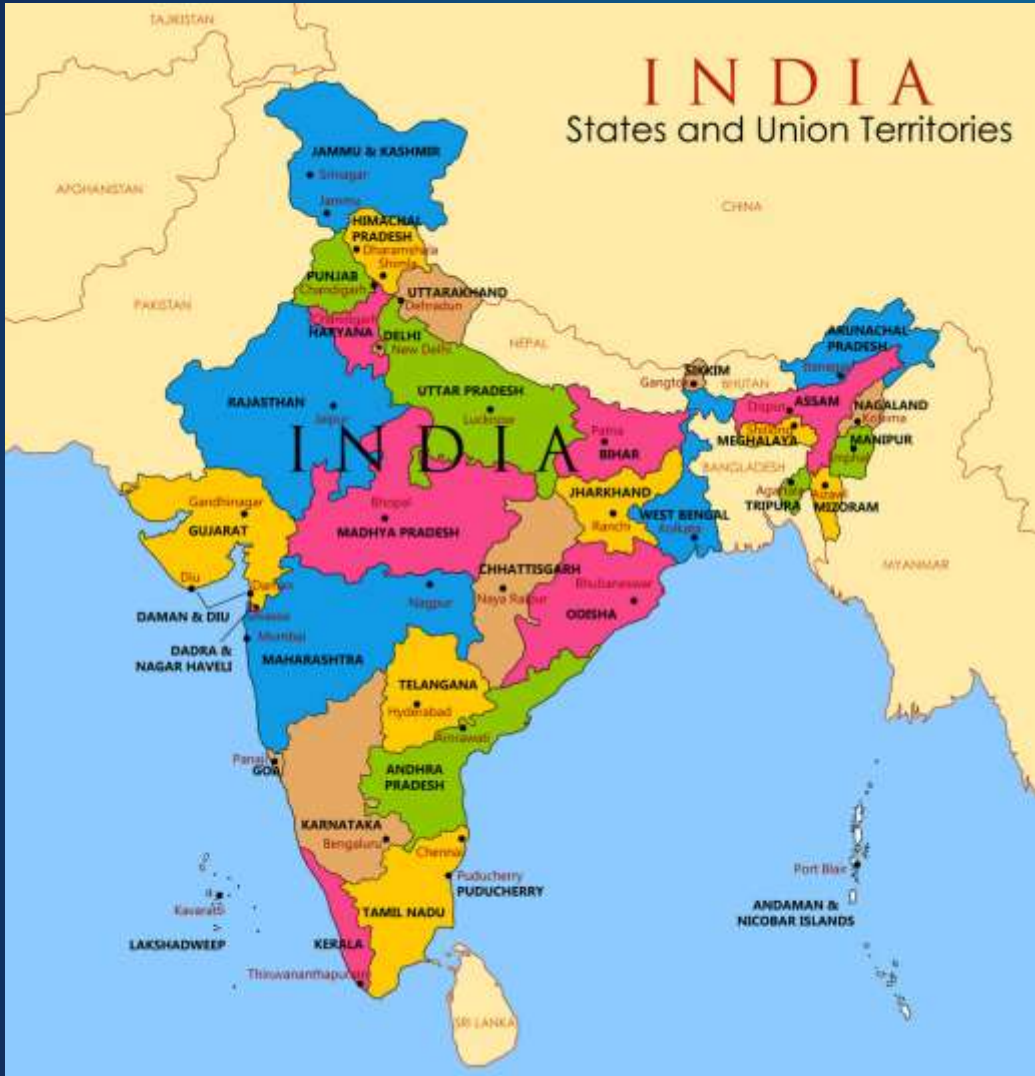 TAJIKISTAN
INDIA
States and Union Territories
JAMMU & KASHMIR
Srinagar
AFGHANISTAN
Jammu
CHINA
HIMACHAL
PRADESH
Dharamshala
Shimla
PUNJAB
Chandigarh
UTTARAKHAND
Dehradun
PAKISTAN
Chandigarh
HARYANA
DELHI
New Delhi
NEPAL
ARUNACHAL
PRADESH
Itanagar
SIKKIM
Gangtok
BHUTAN
UTTAR PRADESH
RAJASTHAN
Jaipur
Lucknow
Dispur
ASSAM
NAGALAND
Kohima
INDIA
Patna
BIHAR
Shillong
MEGHALAYA
MANIPUR
Imphal
BANGLADESH
Gandhinagar
GUJARAT
Bhopal
MADHYA PRADESH
JHARKHAND
Ranchi
WEST BENGAL
Kolkata
Agartala
TRIPURA
Aizawl
MIZORAM
MYANMAR
CHHATTISGARH
Naya Raipur
Bhubaneswar
ODISHA
Diu
Daman
DAMAN & DIU
Silvassa
Nagpur
Mumbai
DADRA &
NAGAR HAVELI
MAHARASHTRA
TELANGANA
Hyderabad
Amrawati
Panaji
GOA
ANDHRA
PRADESH
KARNATAKA
Bengaluru
Chennai
Puducherry
PUDUCHERRY
Port Blair
ANDAMAN &
NICOBAR ISLANDS
Kavaratti
LAKSHADWEEP
TAMIL NADU
KERALA
Thiruvananthapuram
SRI LANKA